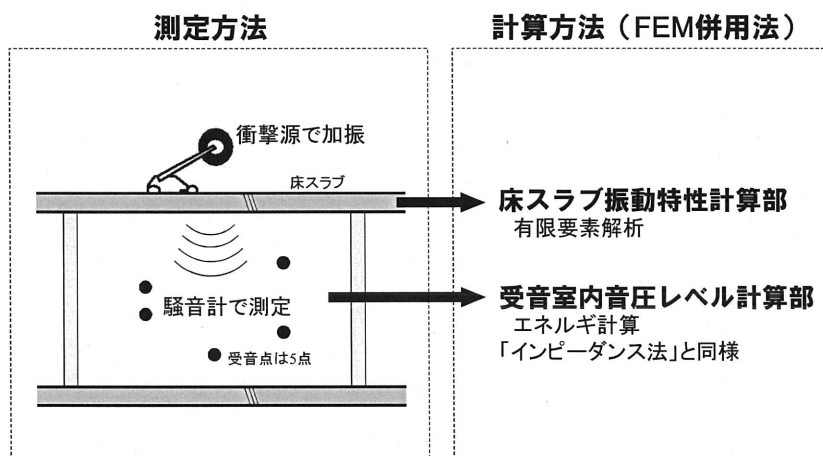 測定方法
計算方法（FEM併用法）
衝撃源で加振
床スラブ
床スラブ振動特性計算部
有限要素解析
騒音計で測定
受音点は5点
受音室内音圧レベル計算部
エネルギ計算
「インピーダンス法」と同様